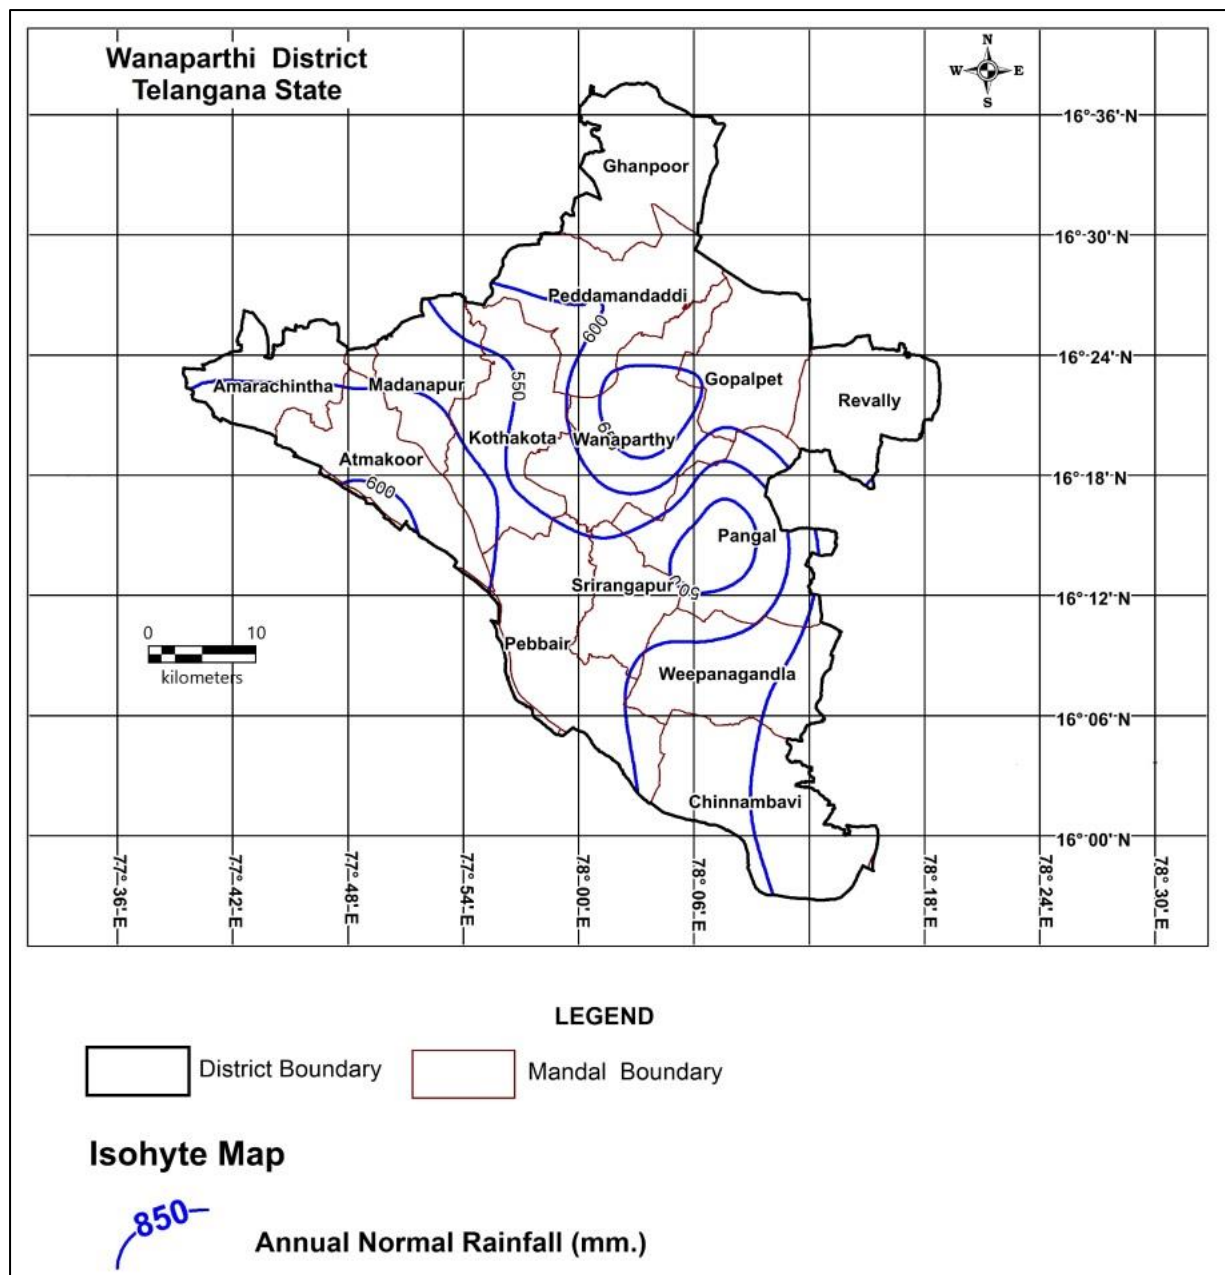 Wanaparthi District
Telangana State
N
W E
S
16° 36' N
Ghanpoor
16° 30' N
Peddamandaddi
600
16° 24' N
Amarachintha
Madanapur
550
Gopalpet
Revally
Kothakota
650
Wanaparthy
Atmakoor
600
16° 18' N
Pangal
Srirangapur
500
16° 12' N
0 10
kilometers
Pebbair
Weepanagandla
16° 06' N
Chinnambavi
16° 00' N
77° 36' E
77° 42' E
77° 48' E
77° 54' E
78° 00' E
78° 06' E
78° 18' E
78° 24' E
78° 30' E
LEGEND
District Boundary
Mandal Boundary
Isohyte Map
850
Annual Normal Rainfall (mm.)